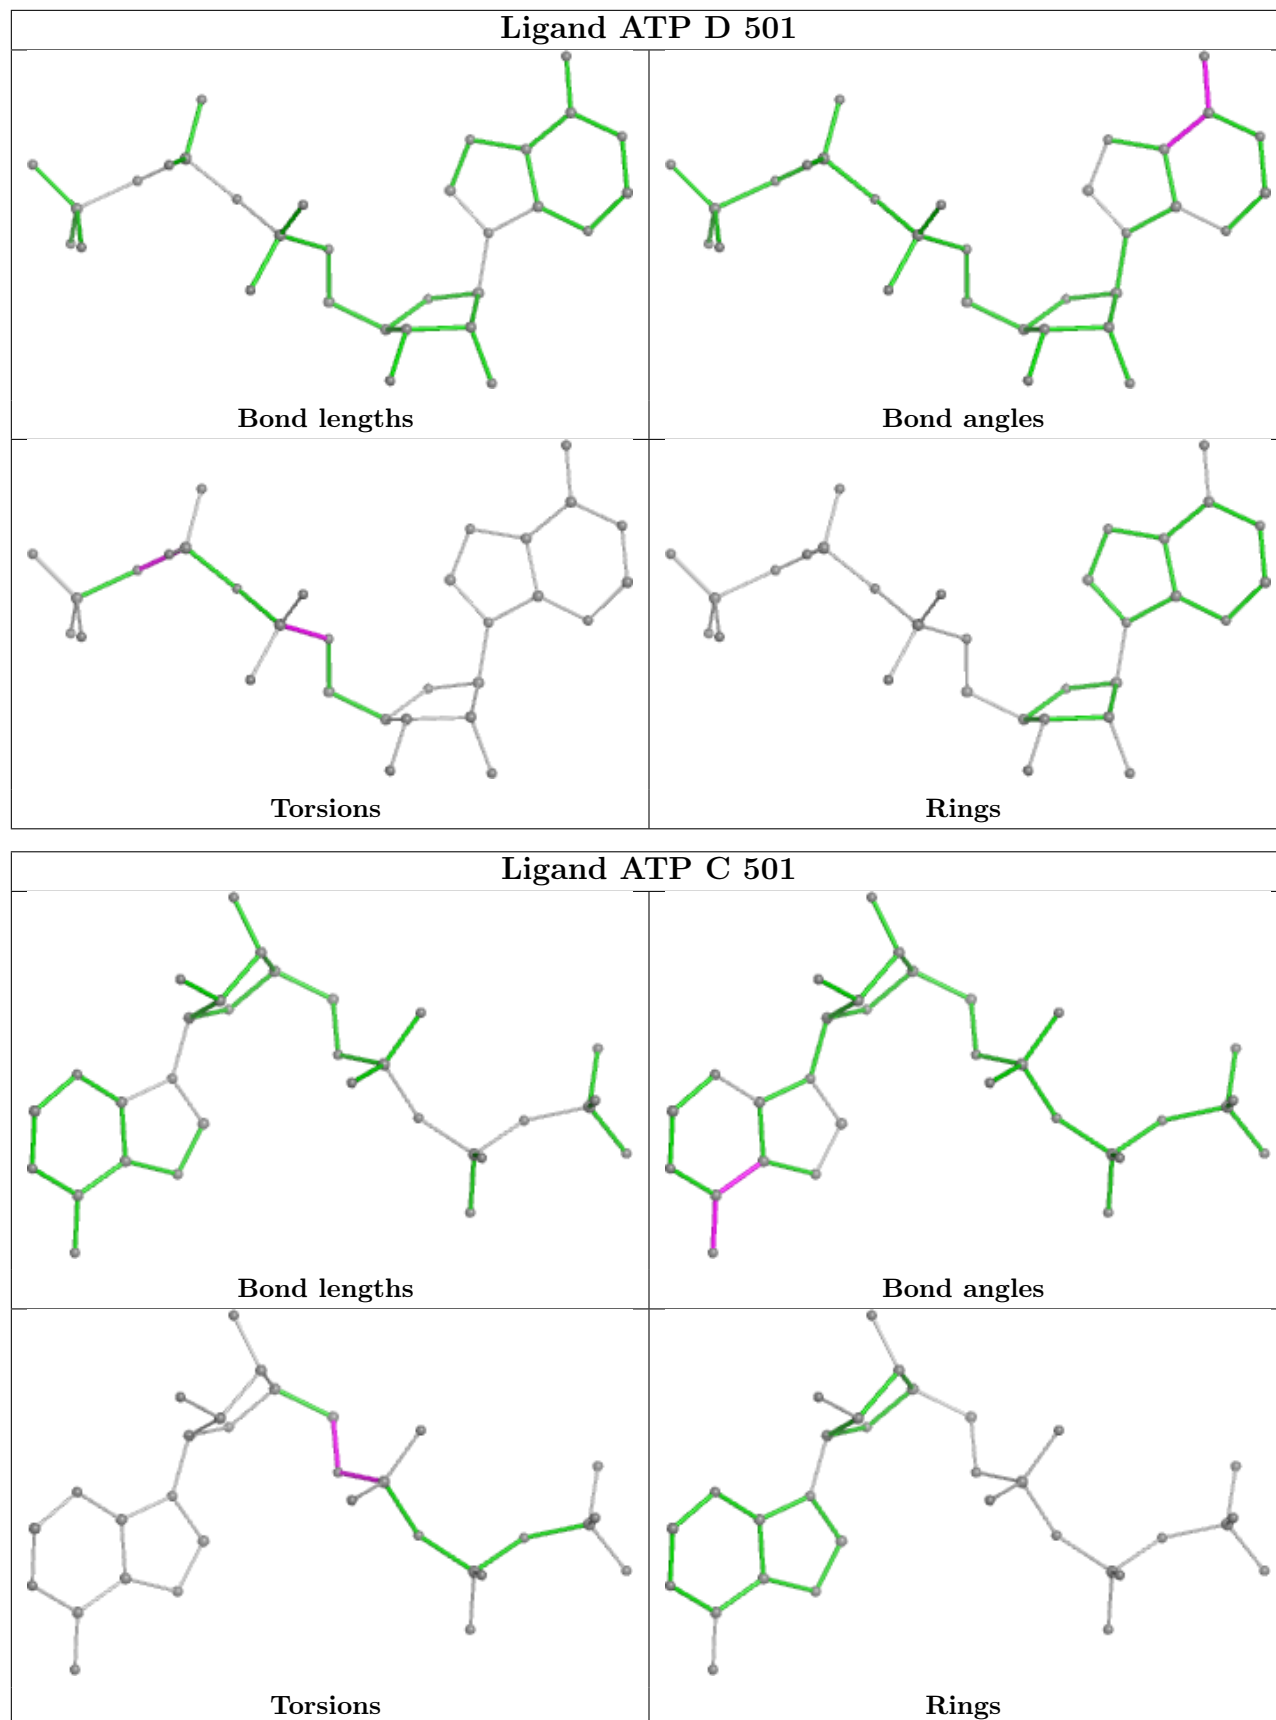 Ligand ATP D 501
Bond lengths
Bond angles
Torsions
Rings
Ligand ATP C 501
Bond lengths
Bond angles
Torsions
Rings